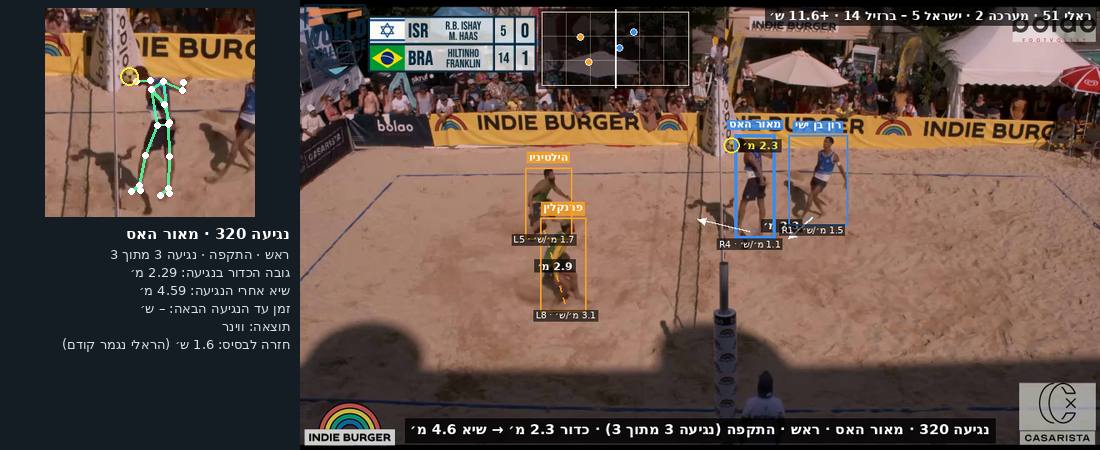 ראלי 51 · מערכה 2 · ישראל 5 – ברזיל 14 · +11.6 ש׳
ISR R.B. ISHAY M. HAAS 5 0
BRA HILTINHO FRANKLIN 14 1
INDIE BURGER
bolao
CASARISTA
INDIE BURGER
INDIE BURGER
מאור האס
רון בן ישי
2.3 מ׳
הילטיניו
פרנקלין
L5 · 1.7 מ׳/ש׳
2.9 מ׳
R1 · 1.5 מ׳/ש׳
R4 · 1.1 מ׳/ש׳
L8 · 3.1 מ׳/ש׳
נגיעה 320 · מאור האס
ראש · התקפה · נגיעה 3 מתוך 3
גובה הכדור בנגיעה: 2.29 מ׳
שיא אחרי הנגיעה: 4.59 מ׳
זמן עד הנגיעה הבאה: – ש׳
תוצאה: ווינר
חזרה לבסיס: 1.6 ש׳ (הראלי נגמר קודם)
INDIE BURGER
נגיעה 320 · מאור האס · ראש · התקפה (נגיעה 3 מתוך 3) · כדור 2.3 מ׳ → שיא 4.6 מ׳
CASARISTA